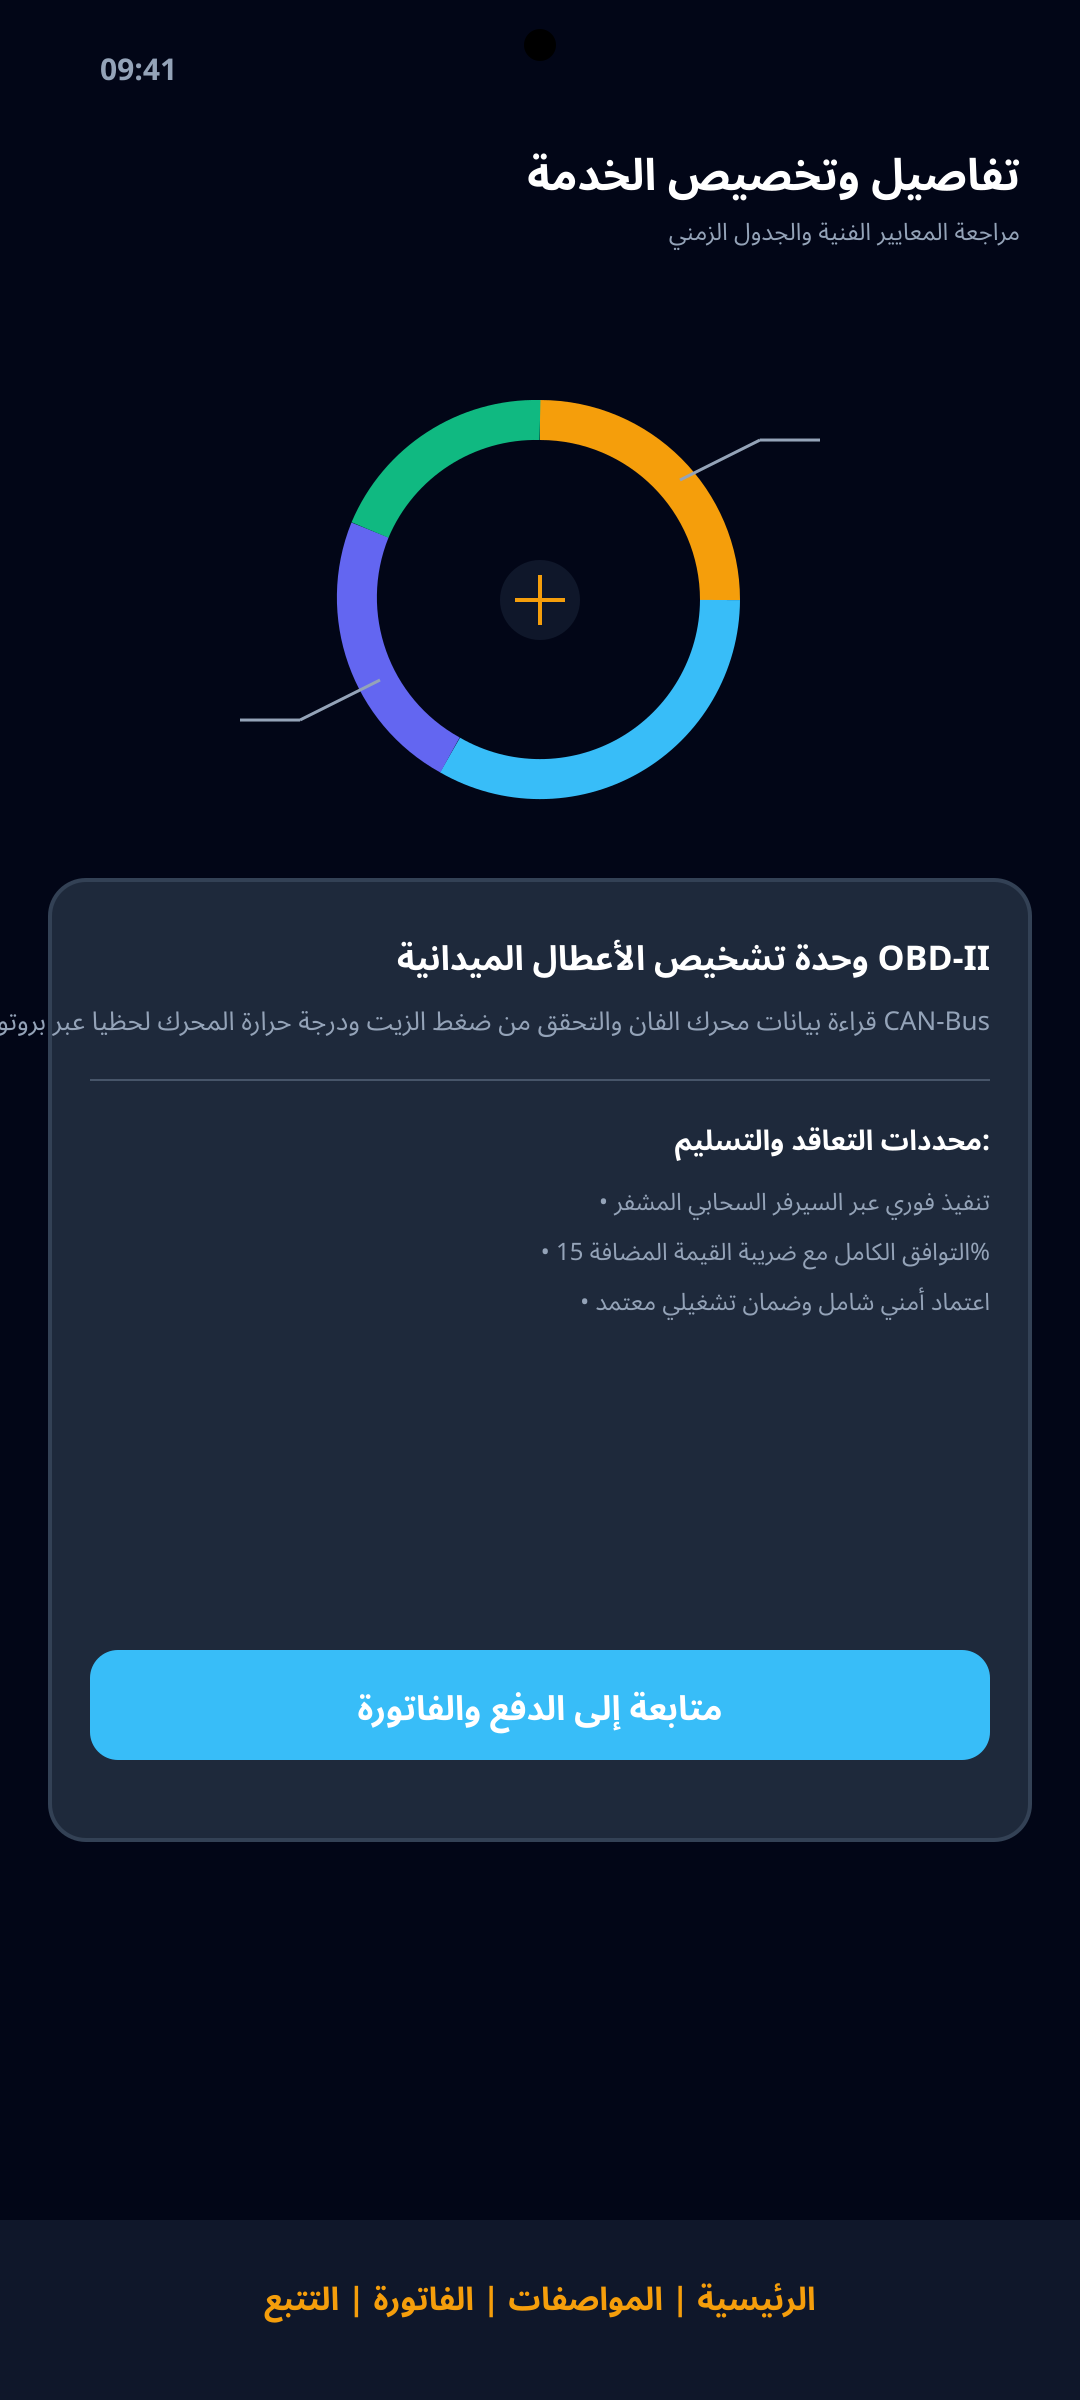 09:41
تفاصيل وتخصيص الخدمة
مراجعة المعايير الفنية والجدول الزمني
وحدة تشخيص الأعطال الميدانية OBD-II
قراءة بيانات محرك الفان والتحقق من ضغط الزيت ودرجة حرارة المحرك لحظيا عبر CAN-Bus
محددات التعاقد والتسليم:
• تنفيذ فوري عبر السيرفر السحابي المشفر
• التوافق الكامل مع ضريبة القيمة المضافة 15%
• اعتماد أمني شامل وضمان تشغيلي معتمد
متابعة إلى الدفع والفاتورة
الرئيسية | المواصفات | الفاتورة | التتبع